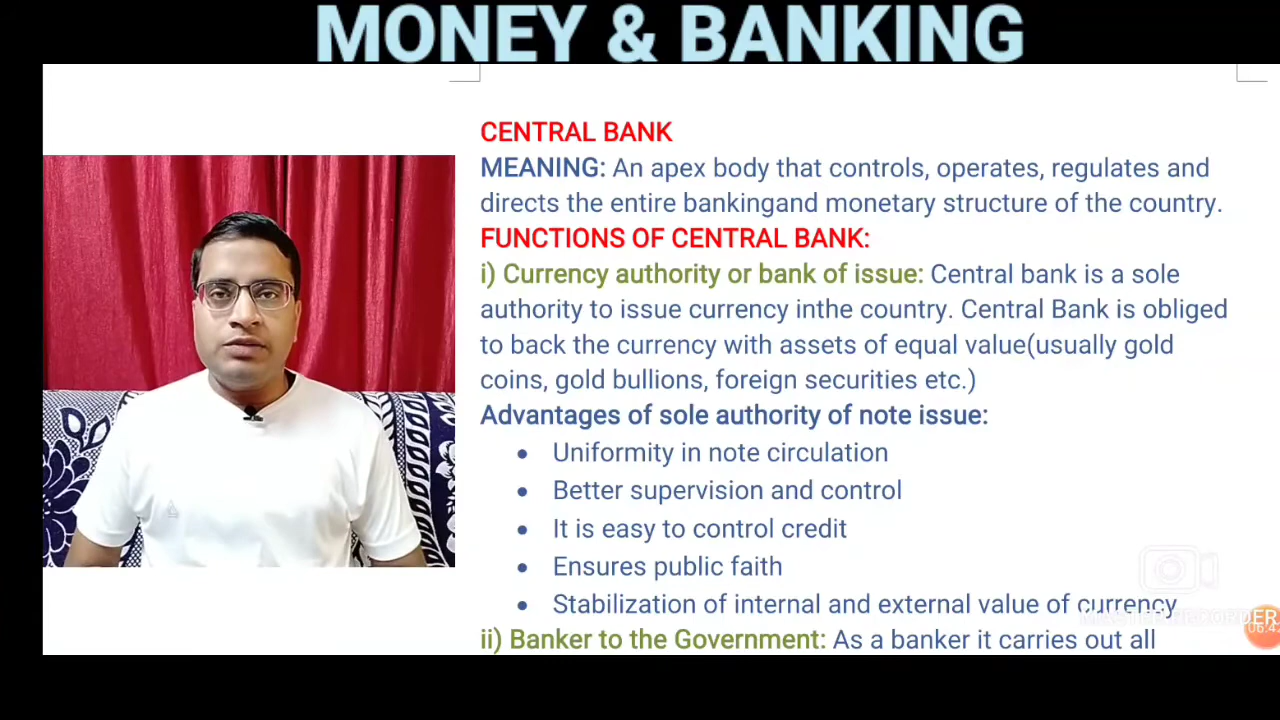 MONEY & BANKING
CENTRAL BANK
MEANING: An apex body that controls, operates, regulates and
directs the entire bankingand monetary structure of the country.
FUNCTIONS OF CENTRAL BANK:
i) Currency authority or bank of issue: Central bank is a sole
authority to issue currency inthe country. Central Bank is obliged
to back the currency with assets of equal value(usually gold
coins, gold bullions, foreign securities etc.)
Advantages of sole authority of note issue:
• Uniformity in note circulation
• Better supervision and control
• It is easy to control credit
• Ensures public faith
• Stabilization of internal and external value of currency
ii) Banker to the Government: As a banker it carries out all